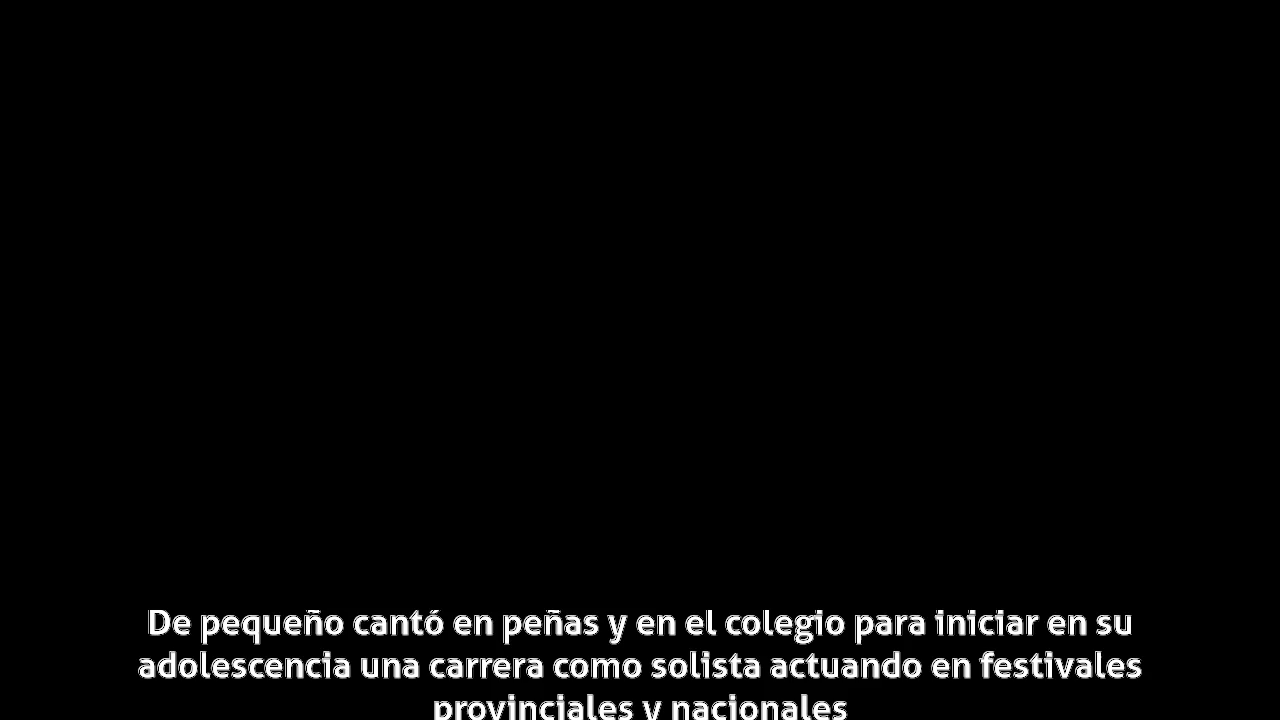 De pequeño cantó en peñas y en el colegio para iniciar en su
adolescencia una carrera como solista actuando en festivales
provinciales y nacionales